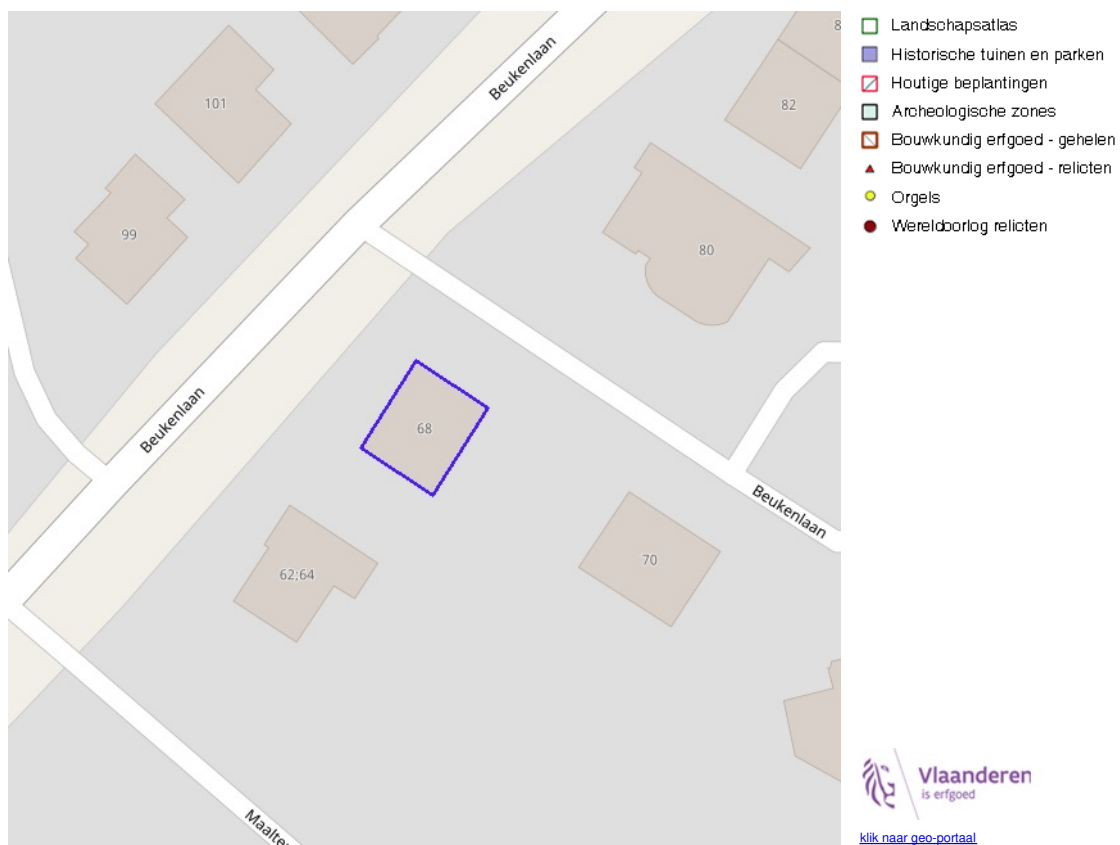 Beukenlaan
101
82
99
80
Beukenlaan
68
Beukenlaan
62;64
70
Landschapsatlas
Historische tuinen en parken
Houtige beplantingen
Archeologische zones
Bouwkundig erfgoed - gehelen
Bouwkundig erfgoed - relicten
Orgels
Wereldoorlog relicten
Vlaanderen
is erfgoed
klik naar geo-portaal